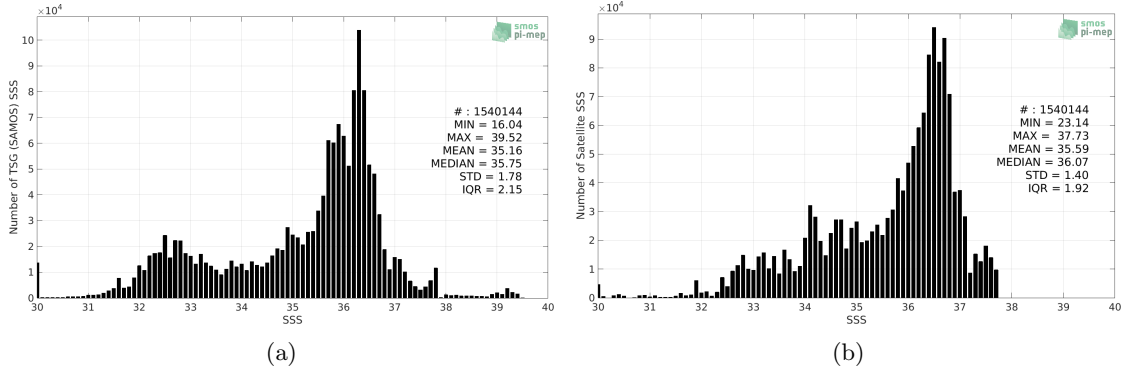 ×10⁴
smos
pi-mep
10
9
8
7
6
5
4
3
2
1
0
Number of TSG (SAMOS) SSS
# : 1540144
MIN = 16.04
MAX = 39.52
MEAN = 35.16
MEDIAN = 35.75
STD = 1.78
IQR = 2.15
30 31 32 33 34 35 36 37 38 39 40
SSS
(a)
×10⁴
smos
pi-mep
9
8
7
6
5
4
3
2
1
0
Number of Satellite SSS
# : 1540144
MIN = 23.14
MAX = 37.73
MEAN = 35.59
MEDIAN = 36.07
STD = 1.40
IQR = 1.92
30 31 32 33 34 35 36 37 38 39 40
SSS
(b)